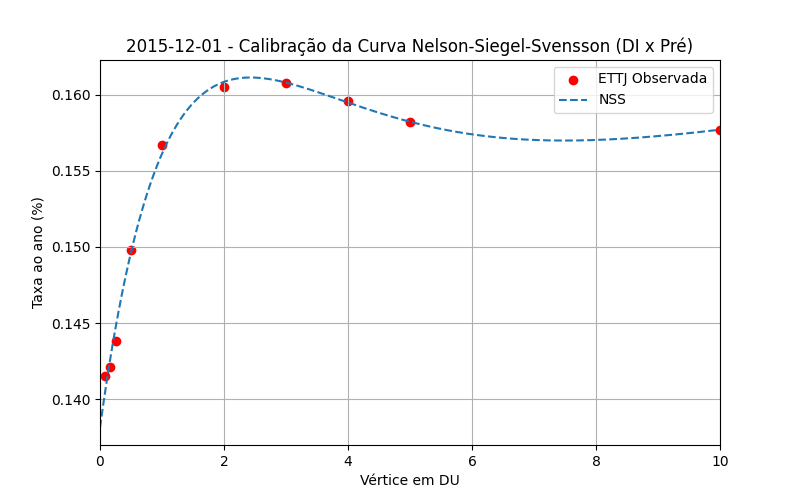 2015-12-01 - Calibração da Curva Nelson-Siegel-Svensson (DI x Pré)
ETTJ Observada
NSS
Taxa ao ano (%)
0.160
0.155
0.150
0.145
0.140
0 2 4 6 8 10
Vértice em DU